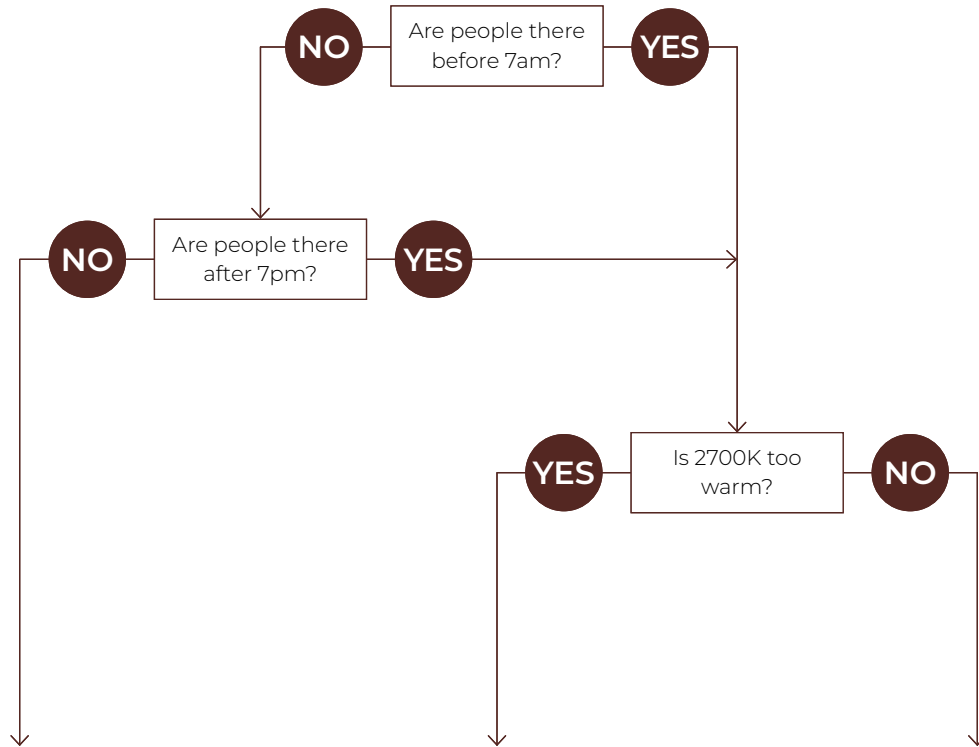 NO
Are people there
before 7am?
YES
NO
Are people there
after 7pm?
YES
YES
Is 2700K too
warm?
NO